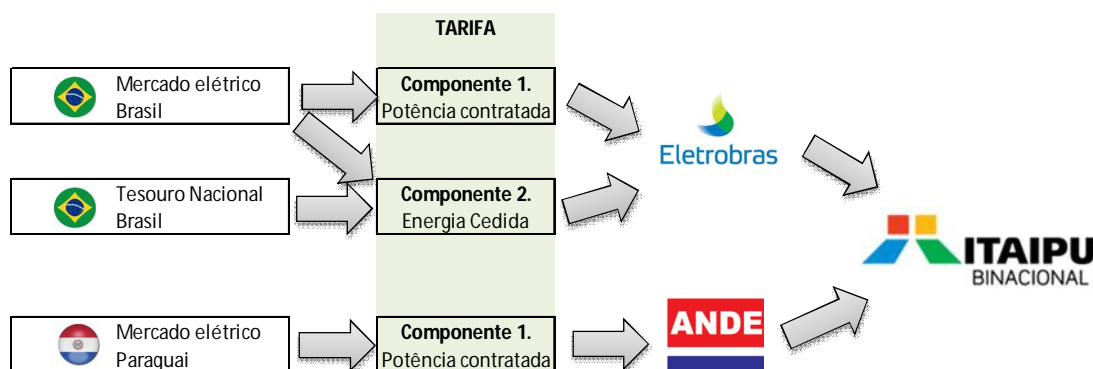 TARIFA
Mercado elétrico
Brasil
Componente 1.
Potência contratada
Eletrobras
Tesouro Nacional
Brasil
Componente 2.
Energia Cedida
ITAIPU
BINACIONAL
Mercado elétrico
Paraguai
Componente 1.
Potência contratada
ANDE